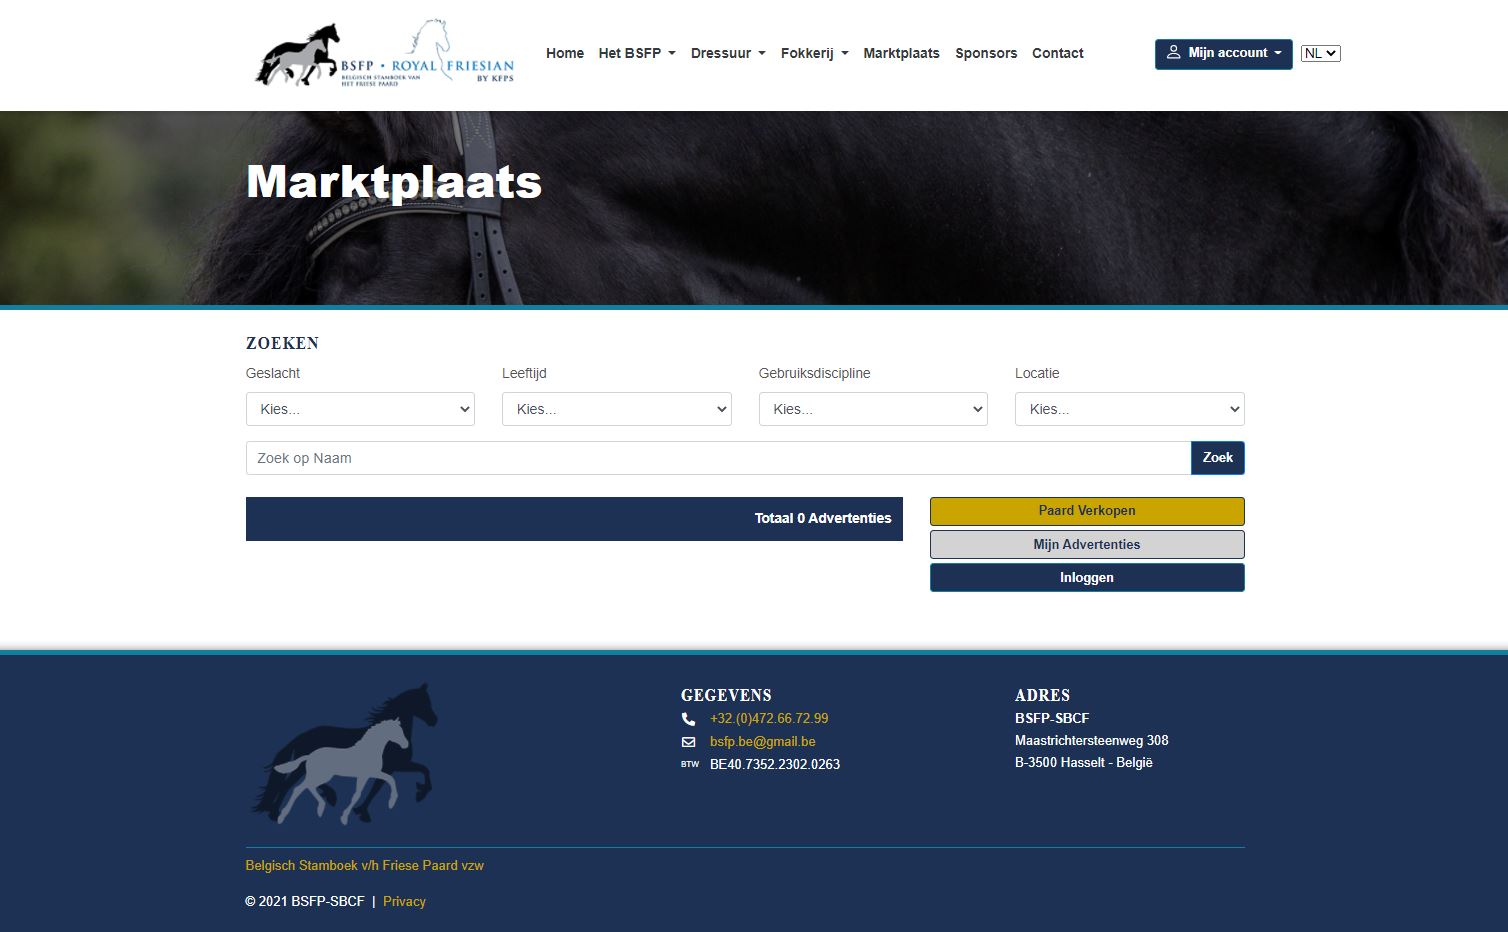 BSFP • ROYAL FRIESIAN
BY KFPS
BELGISCH STAMBOEK VAN
HET FRIESE PAARD
Home Het BSFP Dressuur Fokkerij Marktplaats Sponsors Contact
Mijn account
NL
Marktplaats
ZOEKEN
Geslacht Leeftijd Gebruiksdiscipline Locatie
Kies... Kies... Kies... Kies...
Zoek op Naam Zoek
Totaal 0 Advertenties
Paard Verkopen
Mijn Advertenties
Inloggen
GEGEVENS
+32.(0)472.66.72.99
bsfp.be@gmail.be
BTW BE40.7352.2302.0263
ADRES
BSFP-SBCF
Maastrichtersteenweg 308
B-3500 Hasselt - België
Belgisch Stamboek v/h Friese Paard vzw
© 2021 BSFP-SBCF | Privacy